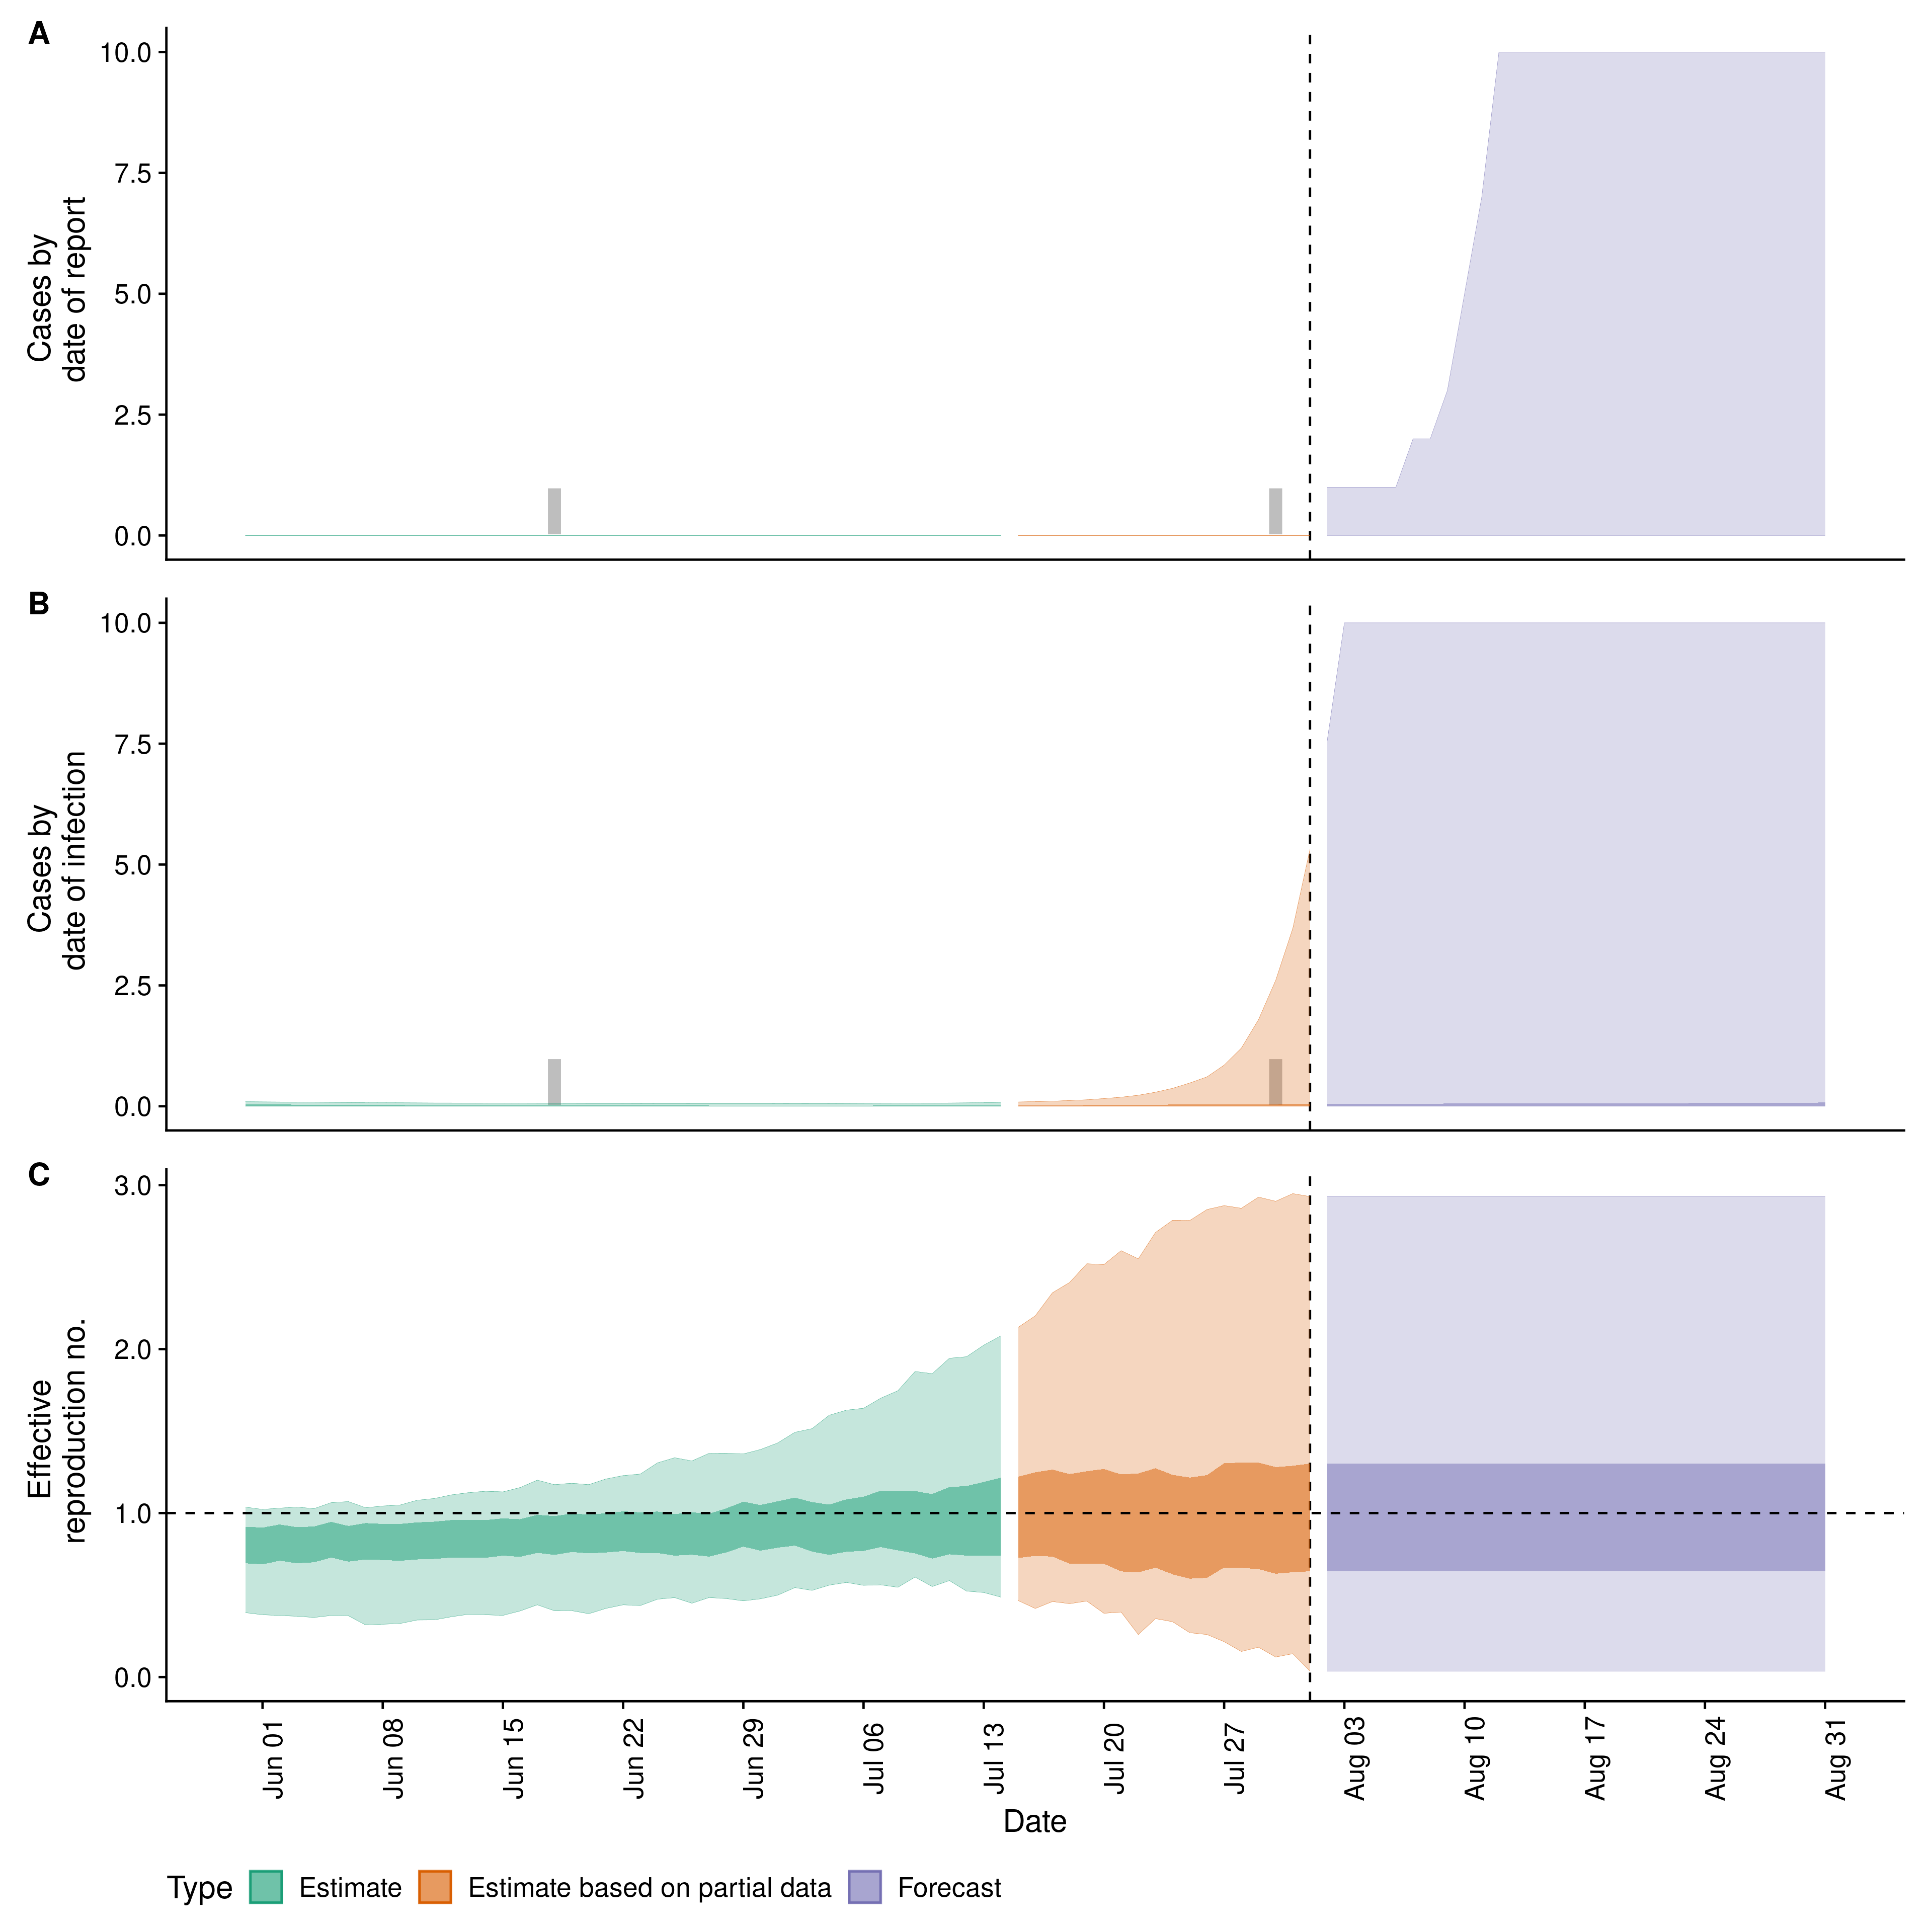 A
10.0
7.5
5.0
2.5
0.0
Cases by
date of report
B
10.0
7.5
5.0
2.5
0.0
Cases by
date of infection
C
3.0
2.0
1.0
0.0
Effective
reproduction no.
Jun 01
Jun 08
Jun 15
Jun 22
Jun 29
Jul 06
Jul 13
Jul 20
Jul 27
Aug 03
Aug 10
Aug 17
Aug 24
Aug 31
Date
Type Estimate Estimate based on partial data Forecast